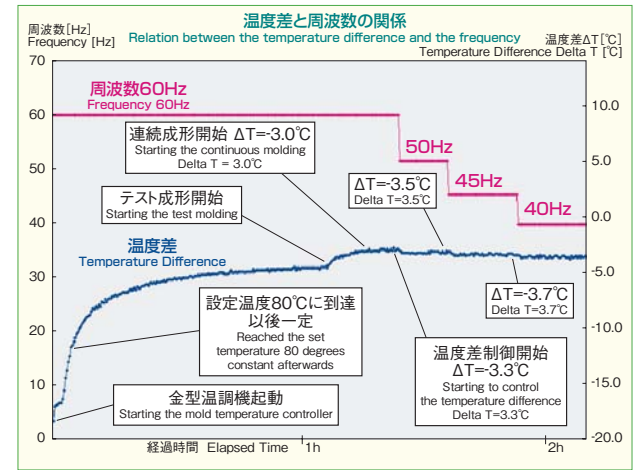 温度差と周波数の関係
Relation between the temperature difference and the frequency
周波数[Hz]
Frequency [Hz]
温度差ΔT[℃]
Temperature Difference Delta T [℃]
70
60
50
40
30
20
10
0
10.0
5.0
0.0
-5.0
-10.0
-15.0
-20.0
周波数60Hz
Frequency 60Hz
連続成形開始 ΔT=-3.0℃
Starting the continuous molding
Delta T = 3.0℃
50Hz
45Hz
40Hz
ΔT=-3.5℃
Delta T=3.5℃
テスト成形開始
Starting the test molding
温度差
Temperature Difference
設定温度80℃に到達
以後一定
Reached the set
temperature 80 degrees
constant afterwards
ΔT=-3.7℃
Delta T=3.7℃
温度差制御開始
ΔT=-3.3℃
Starting to control
the temperature difference
Delta T=3.3℃
金型温調機起動
Starting the mold temperature controller
経過時間 Elapsed Time
1h
2h